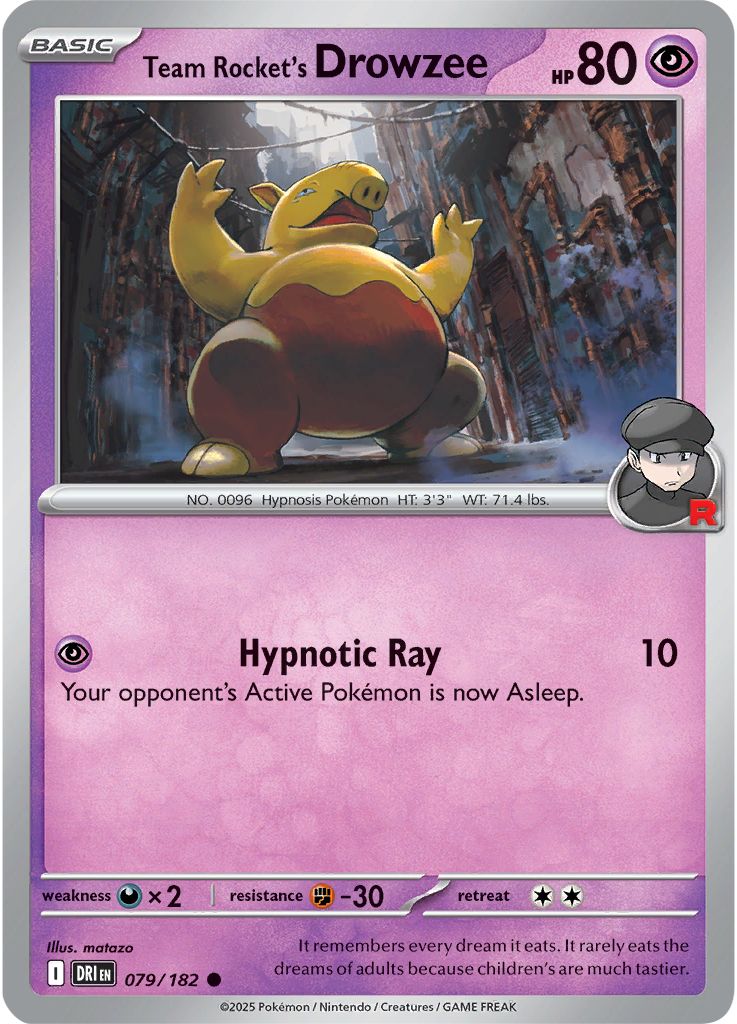 BASIC
Team Rocket's Drowzee HP 80
NO. 0096 Hypnosis Pokémon HT: 3'3" WT: 71.4 lbs.
R
Hypnotic Ray 10
Your opponent's Active Pokémon is now Asleep.
weakness ×2 resistance -30 retreat
Illus. matazo
It remembers every dream it eats. It rarely eats the
dreams of adults because children's are much tastier.
I DRI EN 079/182
©2025 Pokémon / Nintendo / Creatures / GAME FREAK